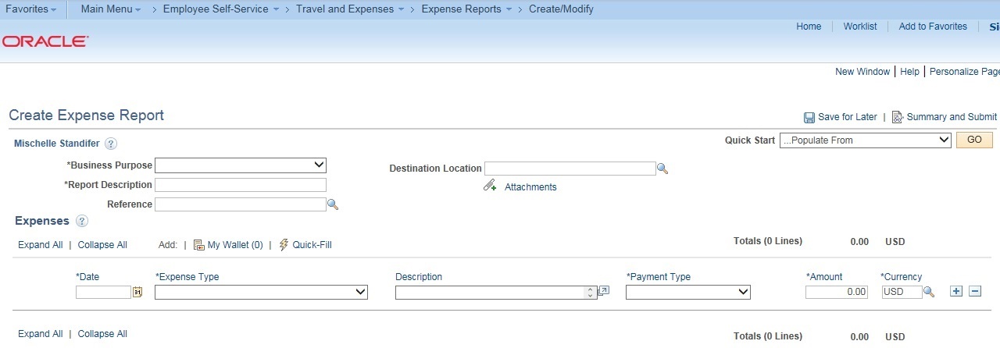 Favorites Main Menu > Employee Self-Service > Travel and Expenses > Expense Reports > Create/Modify
Home Worklist Add to Favorites Si
ORACLE®
New Window | Help | Personalize Page
Create Expense Report
Save for Later | Summary and Submit
Mischelle Standifer ? Quick Start ...Populate From GO
*Business Purpose Destination Location
*Report Description Attachments
Reference
Expenses ?
Expand All | Collapse All Add: | My Wallet (0) | Quick-Fill Totals (0 Lines) 0.00 USD
*Date *Expense Type Description *Payment Type *Amount *Currency
31 0.00 USD
Expand All | Collapse All Totals (0 Lines) 0.00 USD